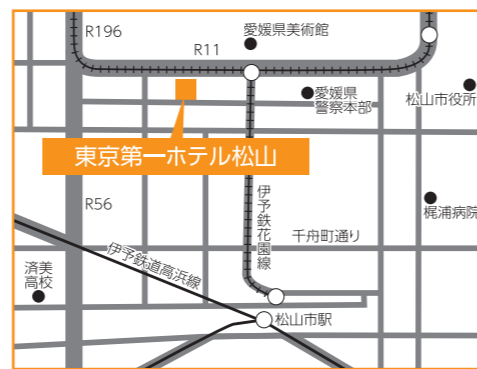 R196
愛媛県美術館
R11
愛媛県
警察本部
松山市役所
東京第一ホテル松山
R56
伊予鉄花園線
梶浦病院
千舟町通り
伊予鉄道高浜線
済美
高校
松山市駅